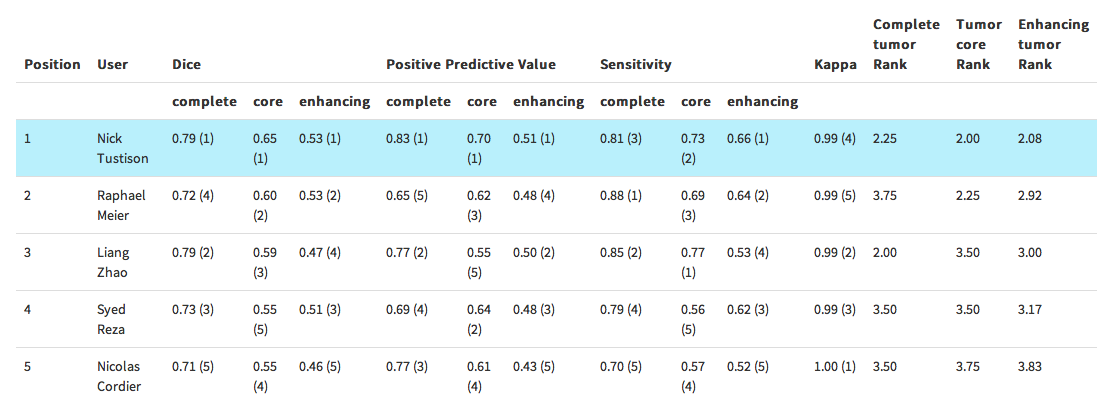 Position User Dice Positive Predictive Value Sensitivity Kappa Complete tumor Rank Tumor core Rank Enhancing tumor Rank
complete core enhancing complete core enhancing complete core enhancing
1 Nick Tustison 0.79 (1) 0.65 (1) 0.53 (1) 0.83 (1) 0.70 (1) 0.51 (1) 0.81 (3) 0.73 (2) 0.66 (1) 0.99 (4) 2.25 2.00 2.08
2 Raphael Meier 0.72 (4) 0.60 (2) 0.53 (2) 0.65 (5) 0.62 (3) 0.48 (4) 0.88 (1) 0.69 (3) 0.64 (2) 0.99 (5) 3.75 2.25 2.92
3 Liang Zhao 0.79 (2) 0.59 (3) 0.47 (4) 0.77 (2) 0.55 (5) 0.50 (2) 0.85 (2) 0.77 (1) 0.53 (4) 0.99 (2) 2.00 3.50 3.00
4 Syed Reza 0.73 (3) 0.55 (5) 0.51 (3) 0.69 (4) 0.64 (2) 0.48 (3) 0.79 (4) 0.56 (5) 0.62 (3) 0.99 (3) 3.50 3.50 3.17
5 Nicolas Cordier 0.71 (5) 0.55 (4) 0.46 (5) 0.77 (3) 0.61 (4) 0.43 (5) 0.70 (5) 0.57 (4) 0.52 (5) 1.00 (1) 3.50 3.75 3.83